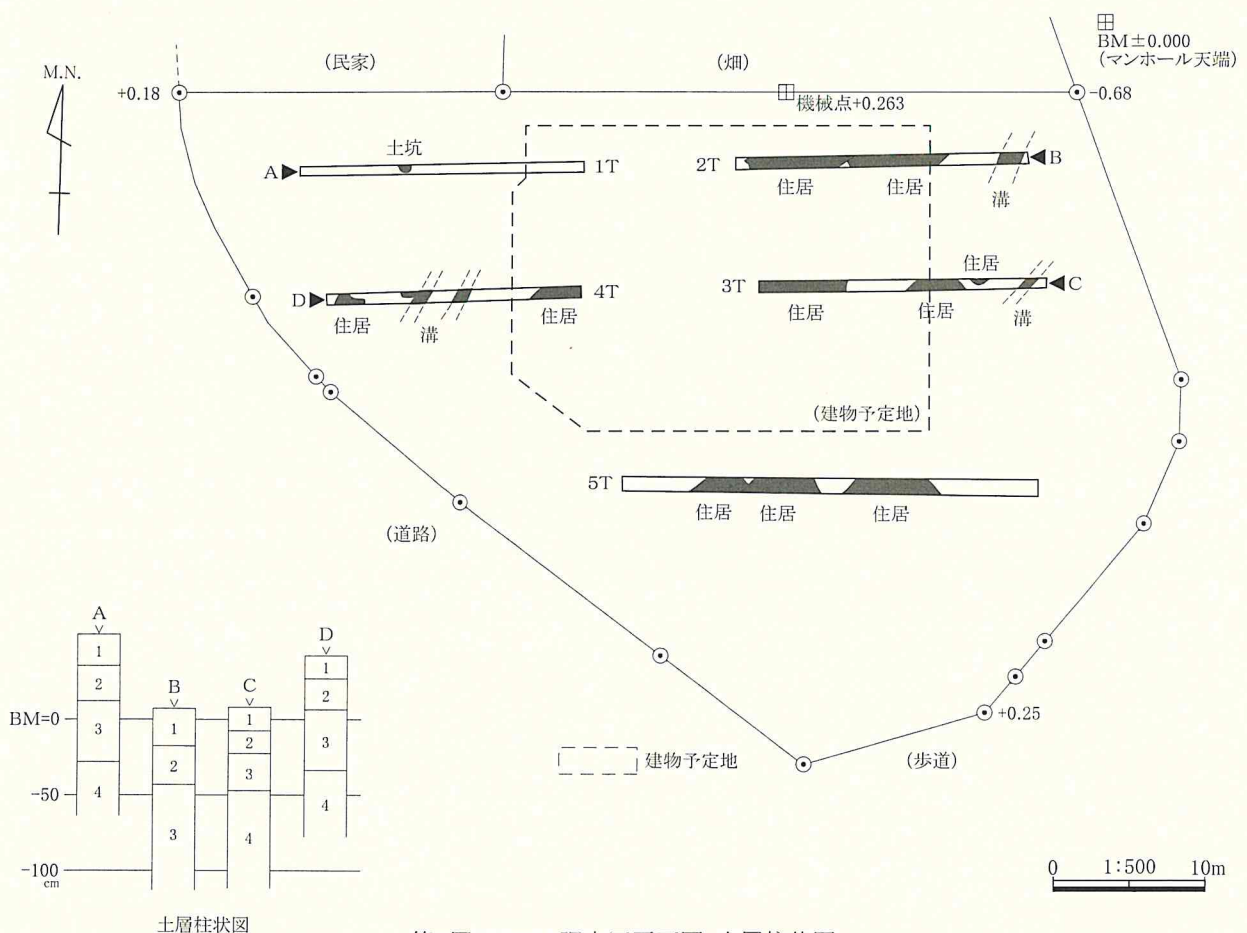 BM±0.000
(マンホール天端)
(民家)
(畑)
M.N.
+0.18
-0.68
機械点+0.263
土坑
A
1T
2T
B
住居
住居
溝
住居
D
4T
3T
C
住居
溝
住居
住居
住居
溝
(建物予定地)
5T
住居
住居
住居
(道路)
A
1
2
3
4
B
1
2
3
C
1
2
3
4
D
1
2
3
4
BM=0
-50
-100
cm
土層柱状図
+0.25
(歩道)
建物予定地
0
1:500
10m